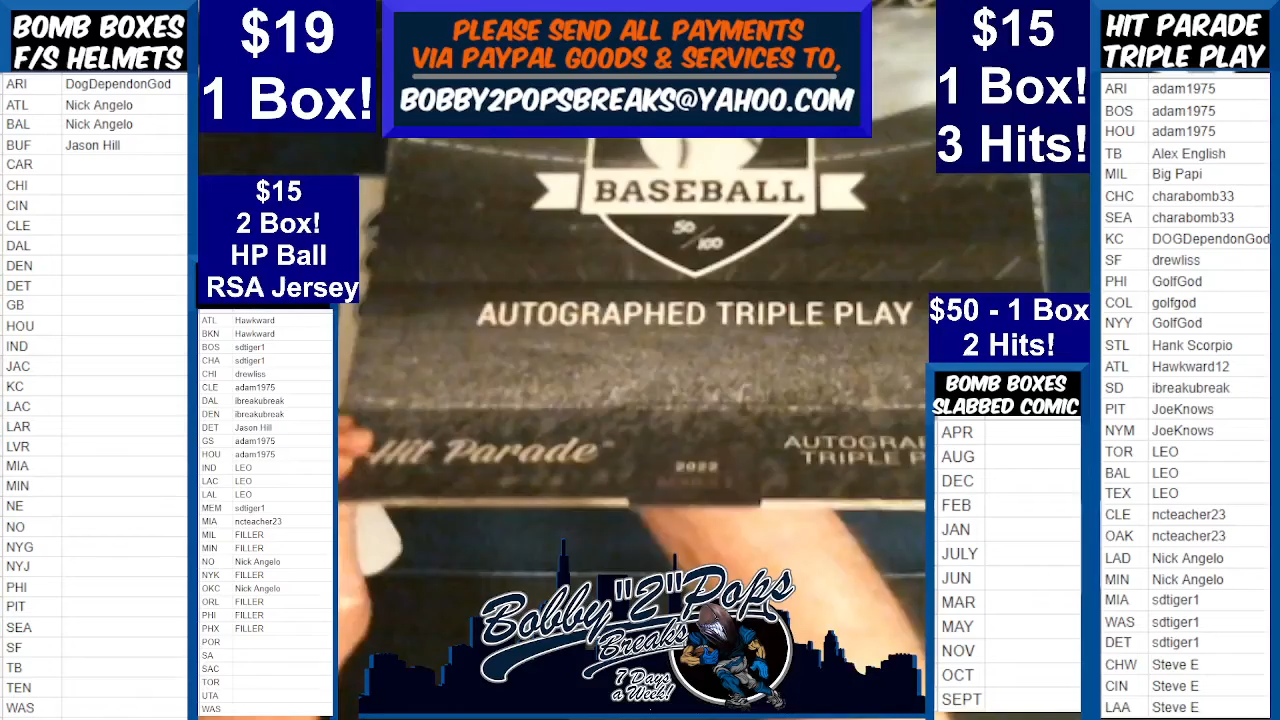 BOMB BOXES
F/S HELMETS
ARI DogDependonGod
ATL Nick Angelo
BAL Nick Angelo
BUF Jason Hill
CAR
CHI
CIN
CLE
DAL
DEN
DET
GB
HOU
IND
JAC
KC
LAC
LAR
LVR
MIA
MIN
NE
NO
NYG
NYJ
PHI
PIT
SEA
SF
TB
TEN
WAS
$19
1 Box!
$15
2 Box!
HP Ball
RSA Jersey
ATL Hawkward
BKN Hawkward
BOS sdtiger1
CHA sdtiger1
CHI drewliss
CLE adam1975
DAL ibreakubreak
DEN ibreakubreak
DET Jason Hill
GS adam1975
HOU adam1975
IND LEO
LAC LEO
LAL LEO
MEM sdtiger1
MIA ncteacher23
MIL FILLER
MIN FILLER
NO Nick Angelo
NYK FILLER
OKC Nick Angelo
ORL FILLER
PHI FILLER
PHX FILLER
POR
SA
SAC
TOR
UTA
WAS
PLEASE SEND ALL PAYMENTS
VIA PAYPAL GOODS & SERVICES TO,
BOBBY2POPSBREAKS@YAHOO.COM
BASEBALL
50/100
AUTOGRAPHED TRIPLE PLAY
Hit Parade™
2022
AUTOGRA
TRIPLE P
Bobby "2" Pops
Breaks
7 Days
a Week!
$15
1 Box!
3 Hits!
$50 - 1 Box
2 Hits!
BOMB BOXES
SLABBED COMIC
APR
AUG
DEC
FEB
JAN
JULY
JUN
MAR
MAY
NOV
OCT
SEPT
HIT PARADE
TRIPLE PLAY
ARI adam1975
BOS adam1975
HOU adam1975
TB Alex English
MIL Big Papi
CHC charabomb33
SEA charabomb33
KC DOGDependonGod
SF drewliss
PHI GolfGod
COL golfgod
NYY GolfGod
STL Hank Scorpio
ATL Hawkward12
SD ibreakubreak
PIT JoeKnows
NYM JoeKnows
TOR LEO
BAL LEO
TEX LEO
CLE ncteacher23
OAK ncteacher23
LAD Nick Angelo
MIN Nick Angelo
MIA sdtiger1
WAS sdtiger1
DET sdtiger1
CHW Steve E
CIN Steve E
LAA Steve E